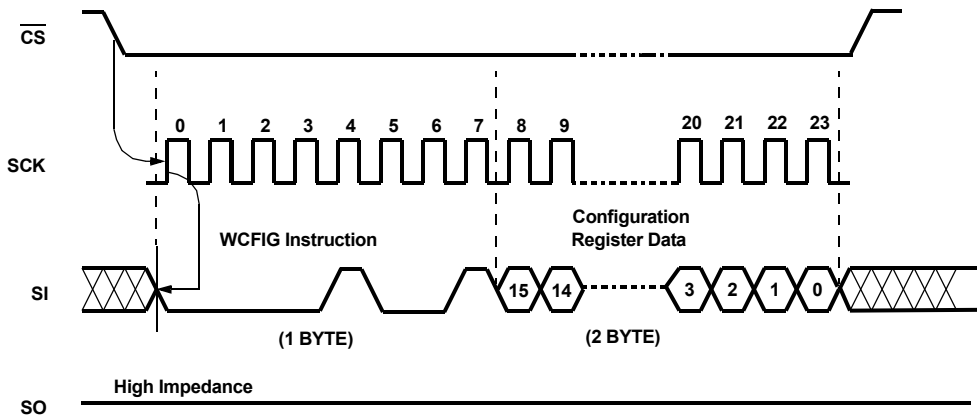 CS
0 1 2 3 4 5 6 7 8 9 20 21 22 23
SCK
WCFIG Instruction
Configuration
Register Data
SI
15 14 3 2 1 0
(1 BYTE)
(2 BYTE)
High Impedance
SO